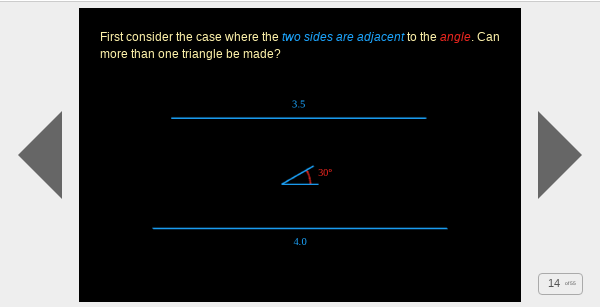 First consider the case where the two sides are adjacent to the angle. Can
more than one triangle be made?
3.5
30°
4.0
14 of 55